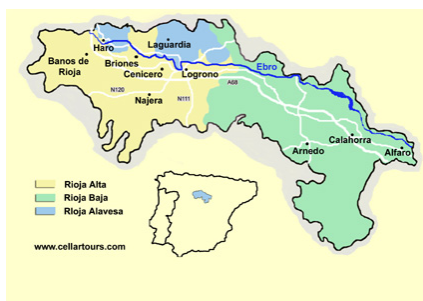 Haro
Laguardia
Banos de
Rioja
Briones
Cenicero
Logrono
Ebro
A68
N120
Najera
N111
Calahorra
Arnedo
Alfaro
Rioja Alta
Rioja Baja
Rioja Alavesa
www.cellartours.com